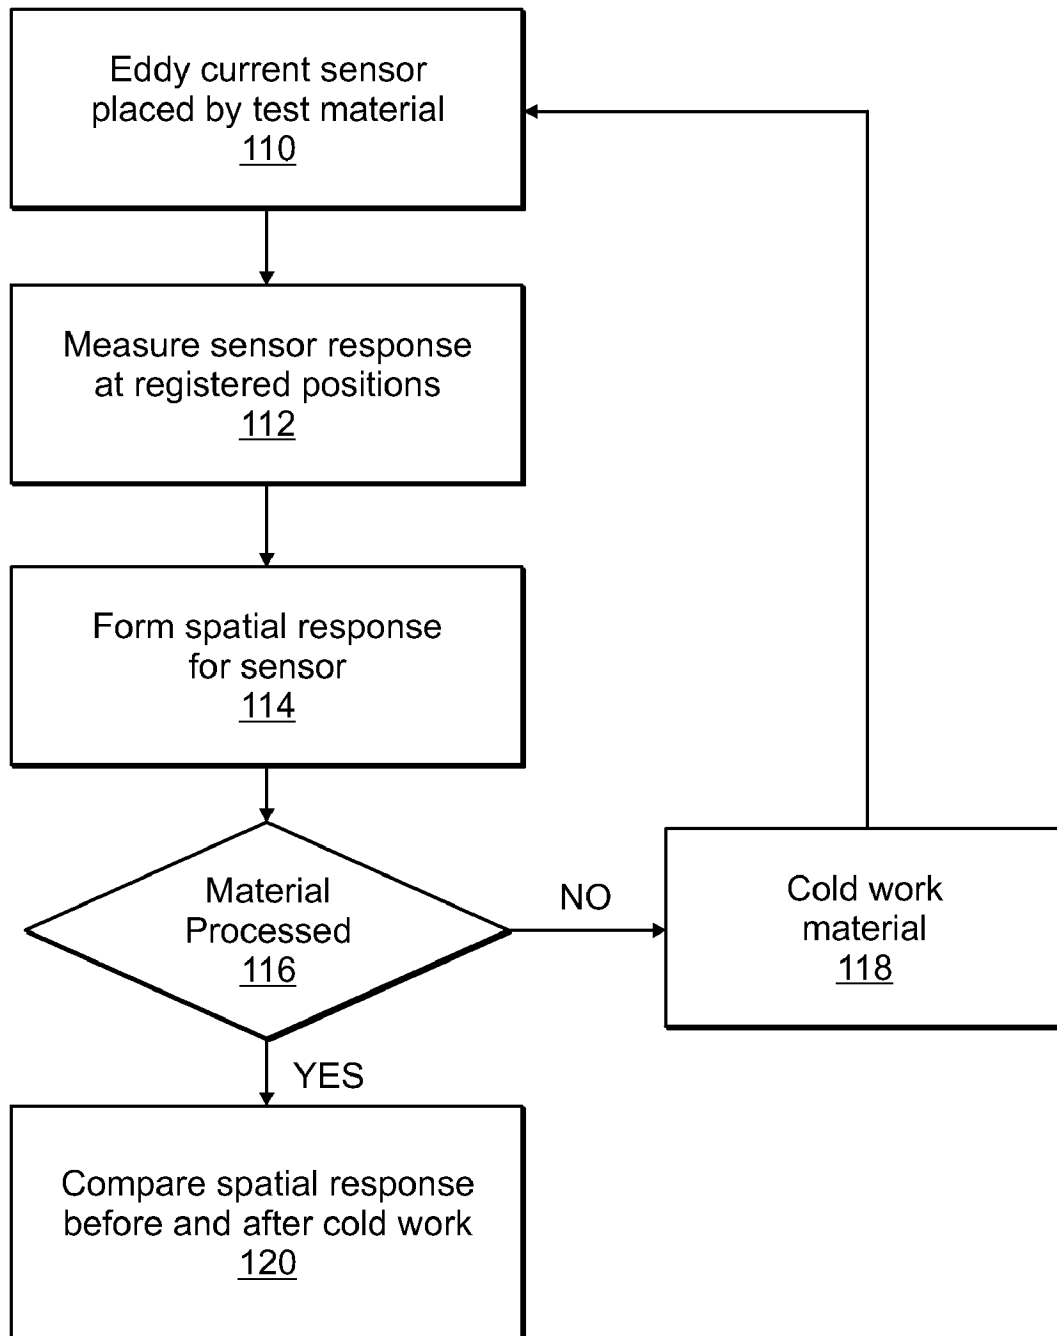 Eddy current sensor
placed by test material
110
Measure sensor response
at registered positions
112
Form spatial response
for sensor
114
Material
Processed
116
NO
Cold work
material
118
YES
Compare spatial response
before and after cold work
120